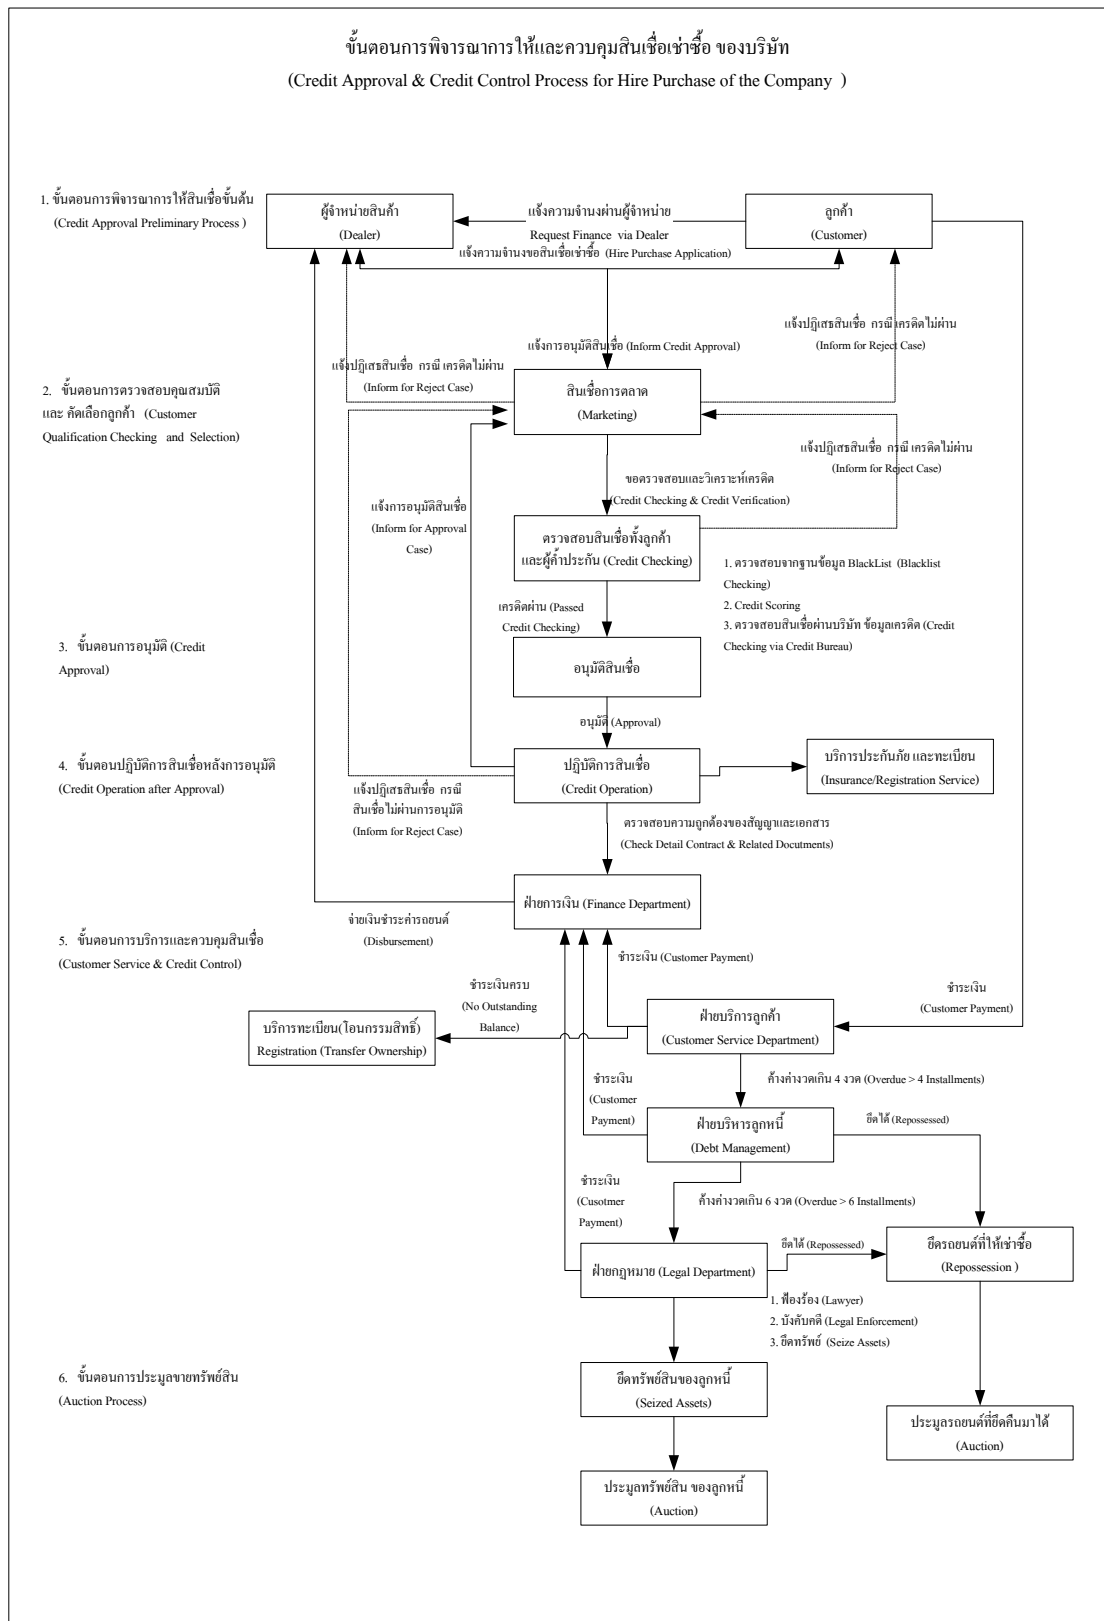 ขั้นตอนการพิจารณาการให้และควบคุมสินเชื่อเช่าซื้อ ของบริษัท
(Credit Approval & Credit Control Process for Hire Purchase of the Company )
1. ขั้นตอนการพิจารณาการให้สินเชื่อขั้นต้น
(Credit Approval Preliminary Process )
ผู้จำหน่ายสินค้า
(Dealer)
แจ้งความจำนงผ่านผู้จำหน่าย
Request Finance via Dealer
ลูกค้า
(Customer)
แจ้งความจำนงขอสินเชื่อเช่าซื้อ (Hire Purchase Application)
แจ้งปฏิเสธสินเชื่อ กรณี เครดิตไม่ผ่าน
(Inform for Reject Case)
แจ้งการอนุมัติสินเชื่อ (Inform Credit Approval)
แจ้งปฏิเสธสินเชื่อ กรณี เครดิตไม่ผ่าน
(Inform for Reject Case)
2. ขั้นตอนการตรวจสอบคุณสมบัติ
และ คัดเลือกลูกค้า (Customer
Qualification Checking and Selection)
สินเชื่อการตลาด
(Marketing)
แจ้งปฏิเสธสินเชื่อ กรณี เครดิตไม่ผ่าน
(Inform for Reject Case)
ขอตรวจสอบและวิเคราะห์เครดิต
(Credit Checking & Credit Verification)
แจ้งการอนุมัติสินเชื่อ
(Inform for Approval
Case)
ตรวจสอบสินเชื่อทั้งลูกค้า
และผู้ค้ำประกัน (Credit Checking)
1. ตรวจสอบจากฐานข้อมูล BlackList (Blacklist
Checking)
2. Credit Scoring
3. ตรวจสอบสินเชื่อผ่านบริษัท ข้อมูลเครดิต (Credit
Checking via Credit Bureau)
เครดิตผ่าน (Passed
Credit Checking)
3. ขั้นตอนการอนุมัติ (Credit
Approval)
อนุมัติสินเชื่อ
อนุมัติ (Approval)
4. ขั้นตอนปฏิบัติการสินเชื่อหลังการอนุมัติ
(Credit Operation after Approval)
ปฏิบัติการสินเชื่อ
(Credit Operation)
บริการประกันภัย และทะเบียน
(Insurance/Registration Service)
แจ้งปฏิเสธสินเชื่อ กรณี
สินเชื่อไม่ผ่านการอนุมัติ
(Inform for Reject Case)
ตรวจสอบความถูกต้องของสัญญาและเอกสาร
(Check Detail Contract & Related Docutments)
ฝ่ายการเงิน (Finance Department)
จ่ายเงินชำระค่ารถยนต์
(Disbursement)
5. ขั้นตอนการบริการและควบคุมสินเชื่อ
(Customer Service & Credit Control)
ชำระเงิน (Customer Payment)
ชำระเงินครบ
(No Outstanding
Balance)
ชำระเงิน
(Customer Payment)
บริการทะเบียน(โอนกรรมสิทธิ์)
Registration (Transfer Ownership)
ฝ่ายบริการลูกค้า
(Customer Service Department)
ชำระเงิน
(Customer
Payment)
ค้างค่างวดเกิน 4 งวด (Overdue > 4 Installments)
ฝ่ายบริหารลูกหนี้
(Debt Management)
ยึดได้ (Repossessed)
ชำระเงิน
(Cusotmer
Payment)
ค้างค่างวดเกิน 6 งวด (Overdue > 6 Installments)
ฝ่ายกฎหมาย (Legal Department)
ยึดได้ (Repossessed)
ยึดรถยนต์ที่ให้เช่าซื้อ
(Repossession )
1. ฟ้องร้อง (Lawyer)
2. บังคับคดี (Legal Enforcement)
3. ยึดทรัพย์ (Seize Assets)
6. ขั้นตอนการประมูลขายทรัพย์สิน
(Auction Process)
ยึดทรัพย์สินของลูกหนี้
(Seized Assets)
ประมูลรถยนต์ที่ยึดคืนมาได้
(Auction)
ประมูลทรัพย์สิน ของลูกหนี้
(Auction)